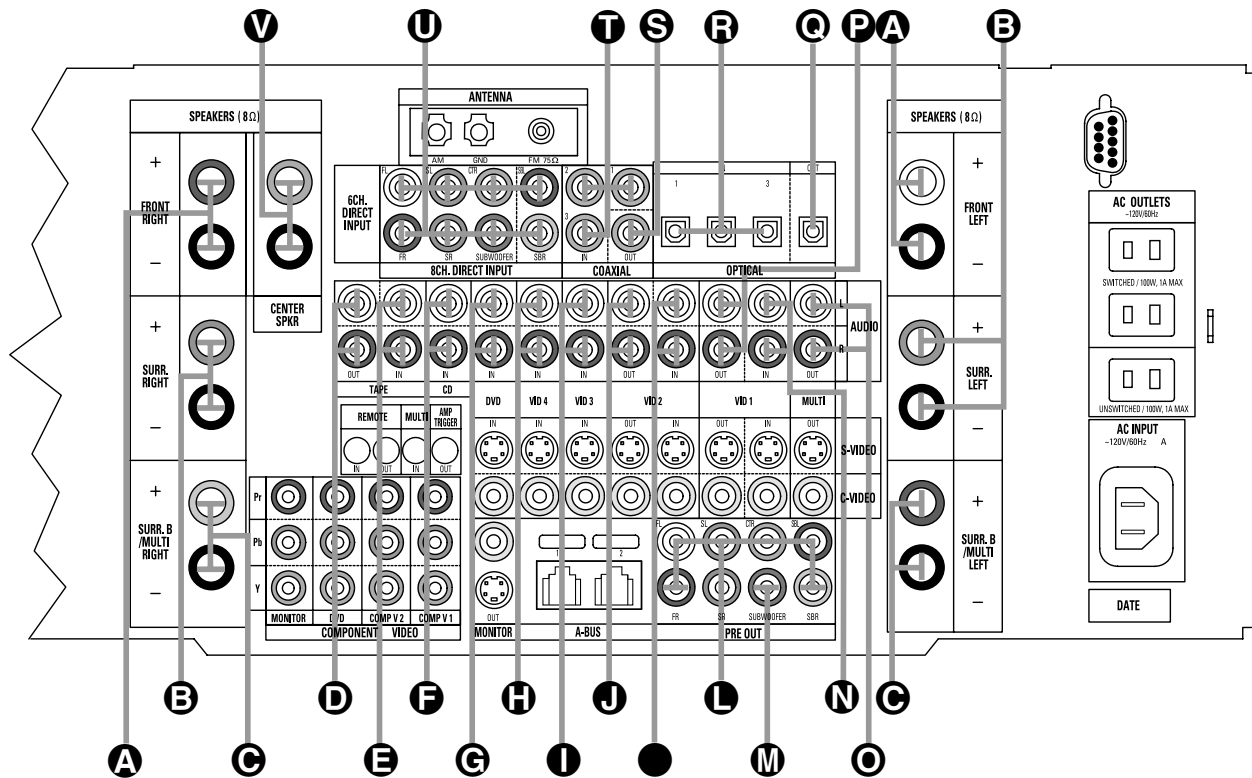 V U T S R Q P A B
ANTENNA
AM GND FM 75Ω
SPEAKERS ( 8Ω)
+
FRONT RIGHT
−
CENTER SPKR
+
SURR. RIGHT
−
+
SURR. B /MULTI RIGHT
−
6CH. DIRECT INPUT
FL SL CTR SBL
FR SR SUBWOOFER SBR
8CH. DIRECT INPUT
2 1
3 IN OUT
COAXIAL
1 2 3 OUT
OPTICAL
L
AUDIO
R
OUT IN IN IN IN IN OUT IN OUT IN OUT
TAPE CD DVD VID 4 VID 3 VID 2 VID 1 MULTI
REMOTE MULTI AMP TRIGGER
IN OUT IN OUT
IN IN IN OUT IN OUT IN OUT
S-VIDEO
C-VIDEO
Pr
Pb
Y
MONITOR DVD COMP V 2 COMP V 1
COMPONENT VIDEO
OUT
MONITOR
1 2
A-BUS
FL SL CTR SBL
FR SR SUBWOOFER SBR
PRE OUT
SPEAKERS ( 8Ω)
+
FRONT LEFT
−
+
SURR. LEFT
−
+
SURR. B /MULTI LEFT
−
AC OUTLETS
~120V/60Hz
SWITCHED / 100W, 1A MAX
UNSWITCHED / 100W, 1A MAX
AC INPUT
~120V/60Hz A
DATE
B D F H J L N C
A C E G I M O